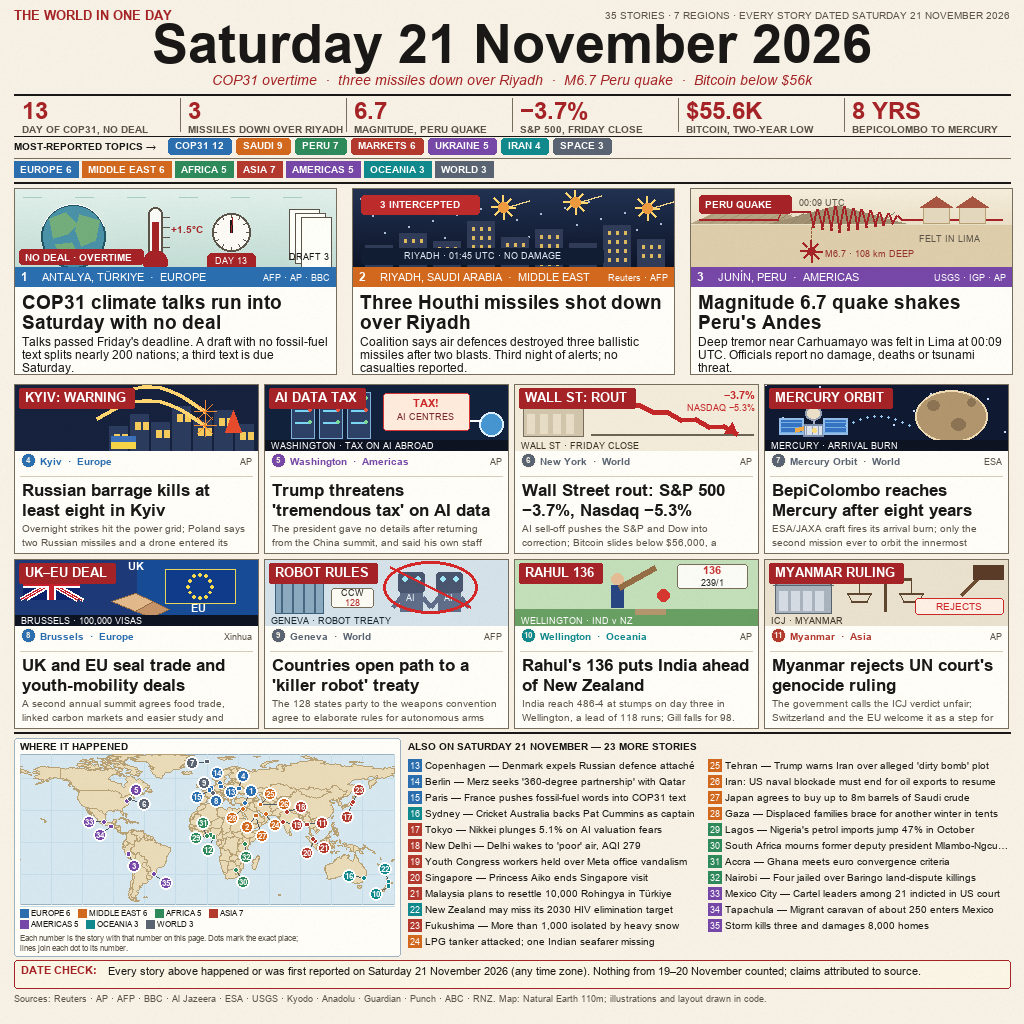 THE WORLD IN ONE DAY
35 STORIES · 7 REGIONS · EVERY STORY DATED SATURDAY 21 NOVEMBER 2026
Saturday 21 November 2026
COP31 overtime · three missiles down over Riyadh · M6.7 Peru quake · Bitcoin below $56k
13
DAY OF COP31, NO DEAL
3
MISSILES DOWN OVER RIYADH
6.7
MAGNITUDE, PERU QUAKE
−3.7%
S&P 500, FRIDAY CLOSE
$55.6K
BITCOIN, TWO-YEAR LOW
8 YRS
BEPICOLOMBO TO MERCURY
MOST-REPORTED TOPICS → COP31 12 SAUDI 9 PERU 7 MARKETS 6 UKRAINE 5 IRAN 4 SPACE 3
EUROPE 6 MIDDLE EAST 6 AFRICA 5 ASIA 7 AMERICAS 5 OCEANIA 3 WORLD 3
+1.5°C
NO DEAL · OVERTIME
DAY 13
DRAFT 3
1 ANTALYA, TÜRKIYE · EUROPE AFP · AP · BBC
COP31 climate talks run into
Saturday with no deal
Talks passed Friday's deadline. A draft with no fossil-fuel
text splits nearly 200 nations; a third text is due
Saturday.
3 INTERCEPTED
RIYADH · 01:45 UTC · NO DAMAGE
2 RIYADH, SAUDI ARABIA · MIDDLE EAST Reuters · AFP
Three Houthi missiles shot down
over Riyadh
Coalition says air defences destroyed three ballistic
missiles after two blasts. Third night of alerts; no
casualties reported.
PERU QUAKE
00:09 UTC
FELT IN LIMA
M6.7 · 108 km DEEP
3 JUNÍN, PERU · AMERICAS USGS · IGP · AP
Magnitude 6.7 quake shakes
Peru's Andes
Deep tremor near Carhuamayo was felt in Lima at 00:09
UTC. Officials report no damage, deaths or tsunami
threat.
KYIV: WARNING
4 Kyiv · Europe AP
Russian barrage kills at
least eight in Kyiv
Overnight strikes hit the power grid; Poland says
two Russian missiles and a drone entered its
AI DATA TAX
TAX!
AI CENTRES
WASHINGTON · TAX ON AI ABROAD
5 Washington · Americas AP
Trump threatens
'tremendous tax' on AI data
The president gave no details after returning
from the China summit, and said his own staff
WALL ST: ROUT
−3.7%
NASDAQ −5.3%
WALL ST · FRIDAY CLOSE
6 New York · World AP
Wall Street rout: S&P 500
−3.7%, Nasdaq −5.3%
AI sell-off pushes the S&P and Dow into
correction; Bitcoin slides below $56,000, a
MERCURY ORBIT
MERCURY · ARRIVAL BURN
7 Mercury Orbit · World ESA
BepiColombo reaches
Mercury after eight years
ESA/JAXA craft fires its arrival burn; only the
second mission ever to orbit the innermost
UK–EU DEAL
UK
EU
BRUSSELS · 100,000 VISAS
8 Brussels · Europe Xinhua
UK and EU seal trade and
youth-mobility deals
A second annual summit agrees food trade,
linked carbon markets and easier study and
ROBOT RULES
CCW
128
AI AI
GENEVA · ROBOT TREATY
9 Geneva · World AFP
Countries open path to a
'killer robot' treaty
The 128 states party to the weapons convention
agree to elaborate rules for autonomous arms
RAHUL 136
136
239/1
WELLINGTON · IND v NZ
10 Wellington · Oceania AP
Rahul's 136 puts India ahead
of New Zealand
India reach 486-4 at stumps on day three in
Wellington, a lead of 118 runs; Gill falls for 98.
MYANMAR RULING
REJECTS
ICJ · MYANMAR
11 Myanmar · Asia AP
Myanmar rejects UN court's
genocide ruling
The government calls the ICJ verdict unfair;
Switzerland and the EU welcome it as a step for
WHERE IT HAPPENED
EUROPE 6 MIDDLE EAST 6 AFRICA 5 ASIA 7
AMERICAS 5 OCEANIA 3 WORLD 3
Each number is the story with that number on this page. Dots mark the exact place;
lines join each dot to its number.
ALSO ON SATURDAY 21 NOVEMBER — 23 MORE STORIES
13 Copenhagen — Denmark expels Russian defence attaché
14 Berlin — Merz seeks '360-degree partnership' with Qatar
15 Paris — France pushes fossil-fuel words into COP31 text
16 Sydney — Cricket Australia backs Pat Cummins as captain
17 Tokyo — Nikkei plunges 5.1% on AI valuation fears
18 New Delhi — Delhi wakes to 'poor' air, AQI 279
19 Youth Congress workers held over Meta office vandalism
20 Singapore — Princess Aiko ends Singapore visit
21 Malaysia plans to resettle 10,000 Rohingya in Türkiye
22 New Zealand may miss its 2030 HIV elimination target
23 Fukushima — More than 1,000 isolated by heavy snow
24 LPG tanker attacked; one Indian seafarer missing
25 Tehran — Trump warns Iran over alleged 'dirty bomb' plot
26 Iran: US naval blockade must end for oil exports to resume
27 Japan agrees to buy up to 8m barrels of Saudi crude
28 Gaza — Displaced families brace for another winter in tents
29 Lagos — Nigeria's petrol imports jump 47% in October
30 South Africa mourns former deputy president Mlambo-Ngcu...
31 Accra — Ghana meets euro convergence criteria
32 Nairobi — Four jailed over Baringo land-dispute killings
33 Mexico City — Cartel leaders among 21 indicted in US court
34 Tapachula — Migrant caravan of about 250 enters Mexico
35 Storm kills three and damages 8,000 homes
DATE CHECK: Every story above happened or was first reported on Saturday 21 November 2026 (any time zone). Nothing from 19–20 November counted; claims attributed to source.
Sources: Reuters · AP · AFP · BBC · Al Jazeera · ESA · USGS · Kyodo · Anadolu · Guardian · Punch · ABC · RNZ. Map: Natural Earth 110m; illustrations and layout drawn in code.